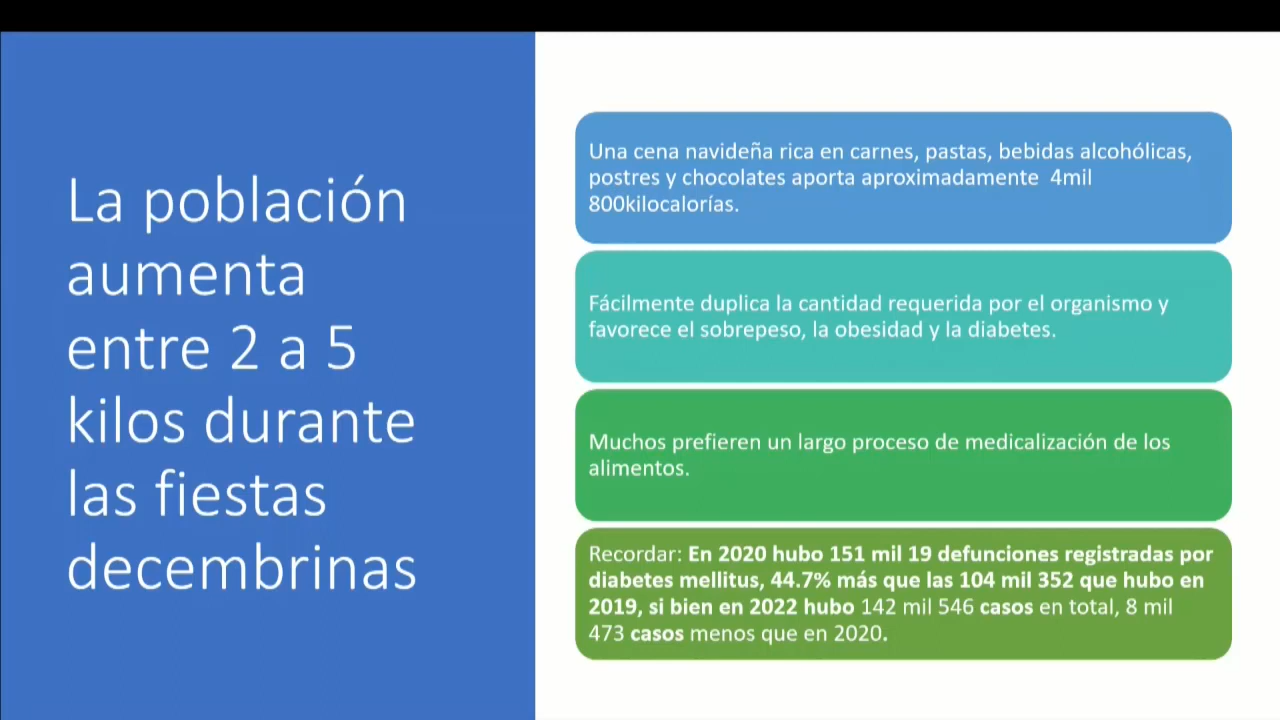 La población
aumenta
entre 2 a 5
kilos durante
las fiestas
decembrinas
Una cena navideña rica en carnes, pastas, bebidas alcohólicas,
postres y chocolates aporta aproximadamente  4mil
800kilocalorías.
Fácilmente duplica la cantidad requerida por el organismo y
favorece el sobrepeso, la obesidad y la diabetes.
Muchos prefieren un largo proceso de medicalización de los
alimentos.
Recordar: En 2020 hubo 151 mil 19 defunciones registradas por
diabetes mellitus, 44.7% más que las 104 mil 352 que hubo en
2019, si bien en 2022 hubo 142 mil 546 casos en total, 8 mil
473 casos menos que en 2020.